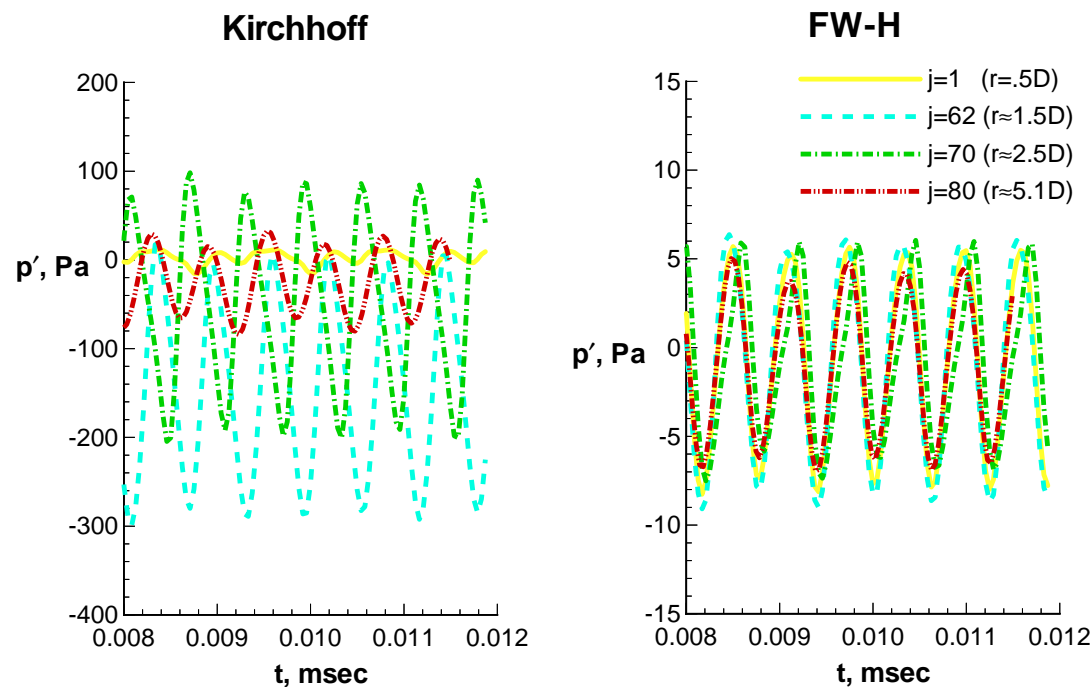 Kirchhoff
200
100
0
-100
-200
-300
-400
p′, Pa
0.008
0.009
0.010
0.011
0.012
t, msec
FW-H
15
10
5
0
-5
-10
-15
p′, Pa
0.008
0.009
0.010
0.011
0.012
t, msec
j=1 (r=.5D)
j=62 (r≈1.5D)
j=70 (r≈2.5D)
j=80 (r≈5.1D)